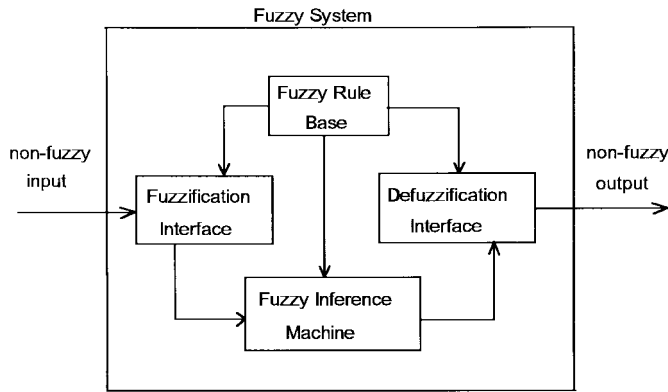 Fuzzy System
Fuzzy Rule
Base
non-fuzzy
input
Fuzzification
Interface
Defuzzification
Interface
non-fuzzy
output
Fuzzy Inference
Machine